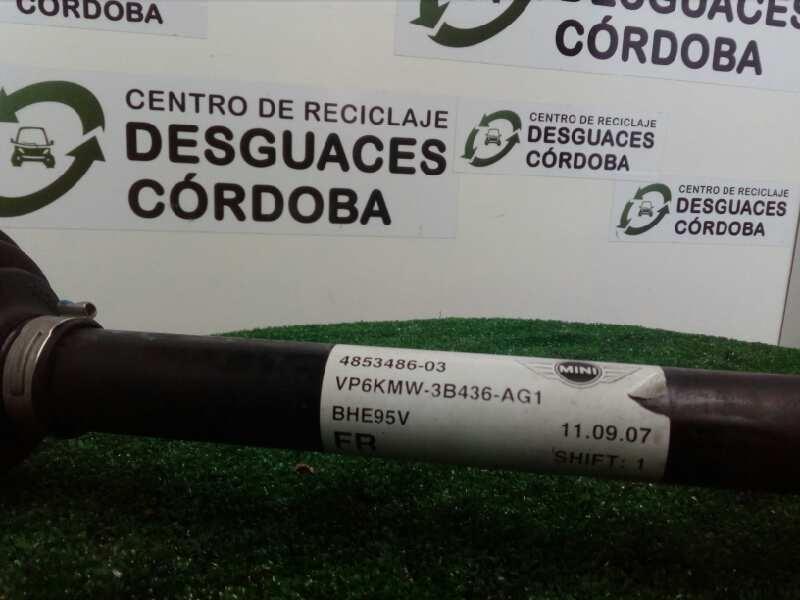 CÓRDOBA
DESGUACES
CÓRDOBA
CENTRO DE RECICLAJE
DESGUACES
CÓRDOBA
CENTRO DE RECICLAJE
DESGUACES
CÓRDOBA
CENTRO DE RECICLAJE
DESGUACES
CÓRDOBA
4853486-03
MINI
VP6KMW-3B436-AG1
BHE95V
11.09.07
SHIFT: 1